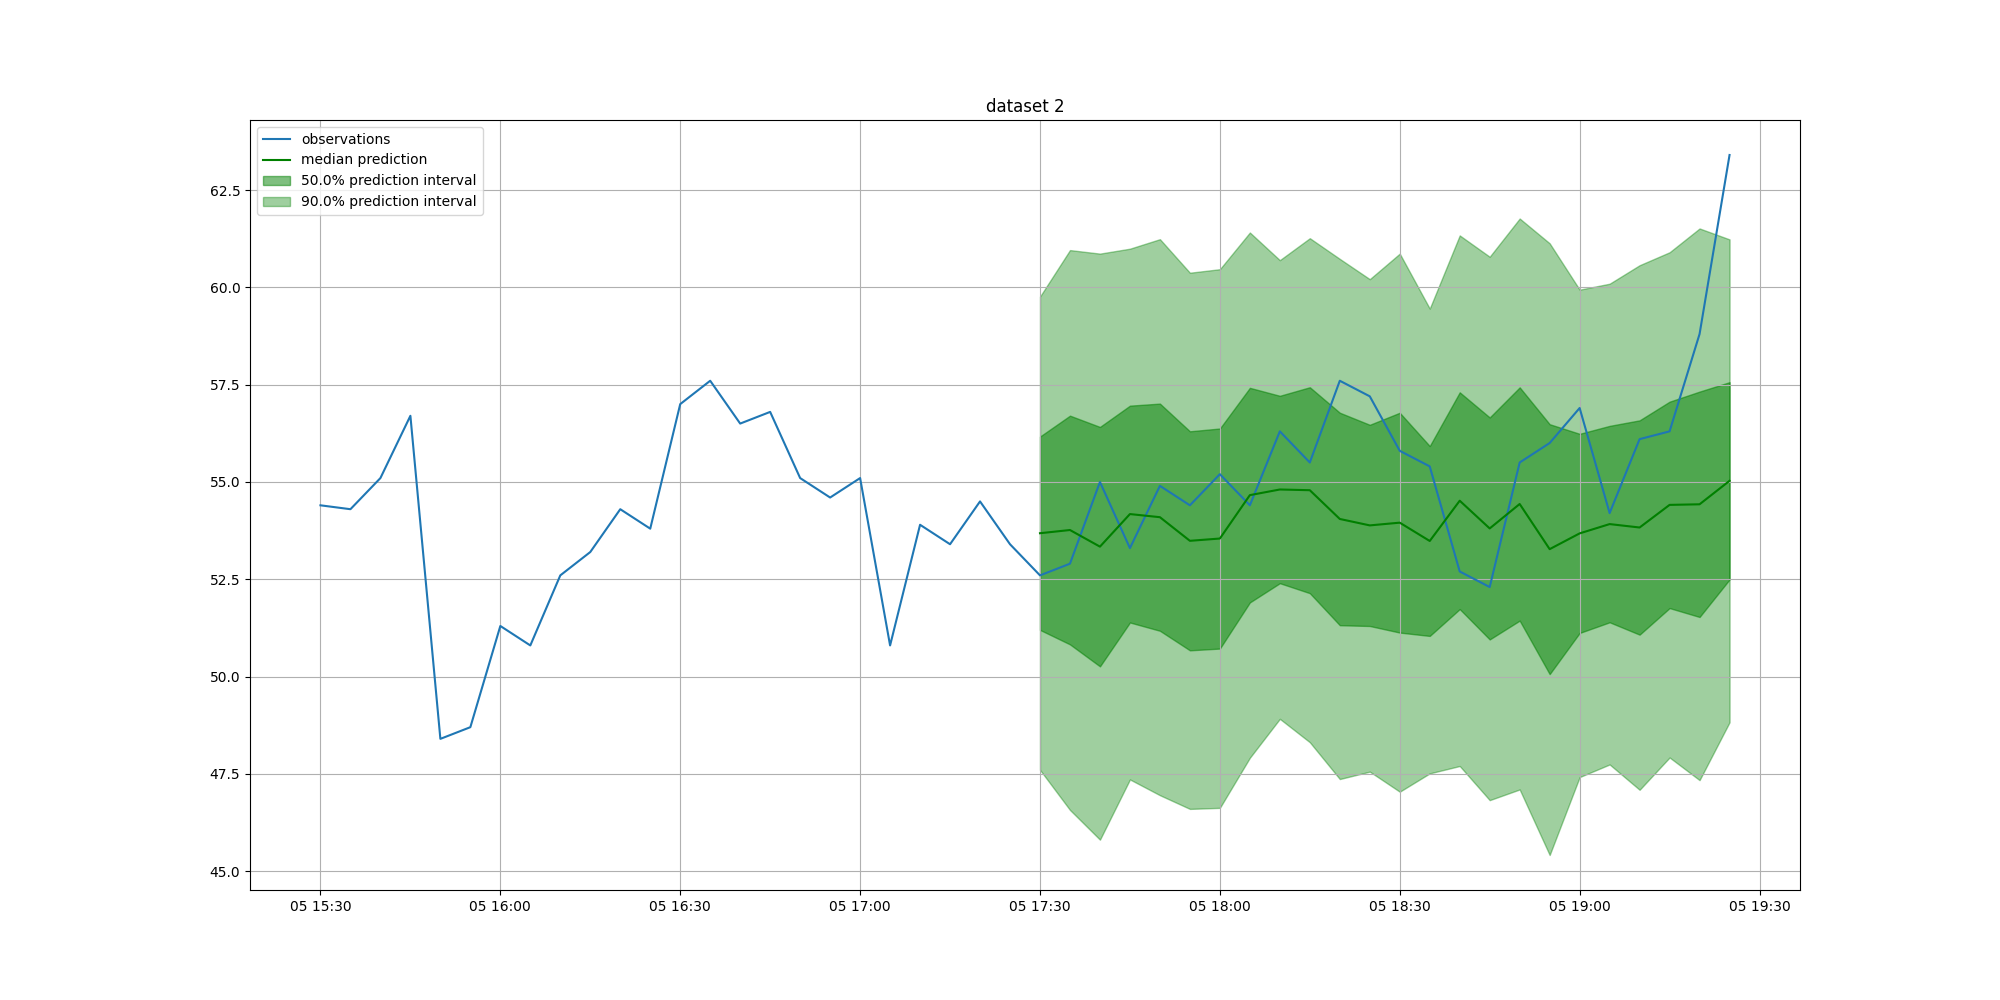 dataset 2
observations
median prediction
50.0% prediction interval
90.0% prediction interval
62.5
60.0
57.5
55.0
52.5
50.0
47.5
45.0
05 15:30 05 16:00 05 16:30 05 17:00 05 17:30 05 18:00 05 18:30 05 19:00 05 19:30